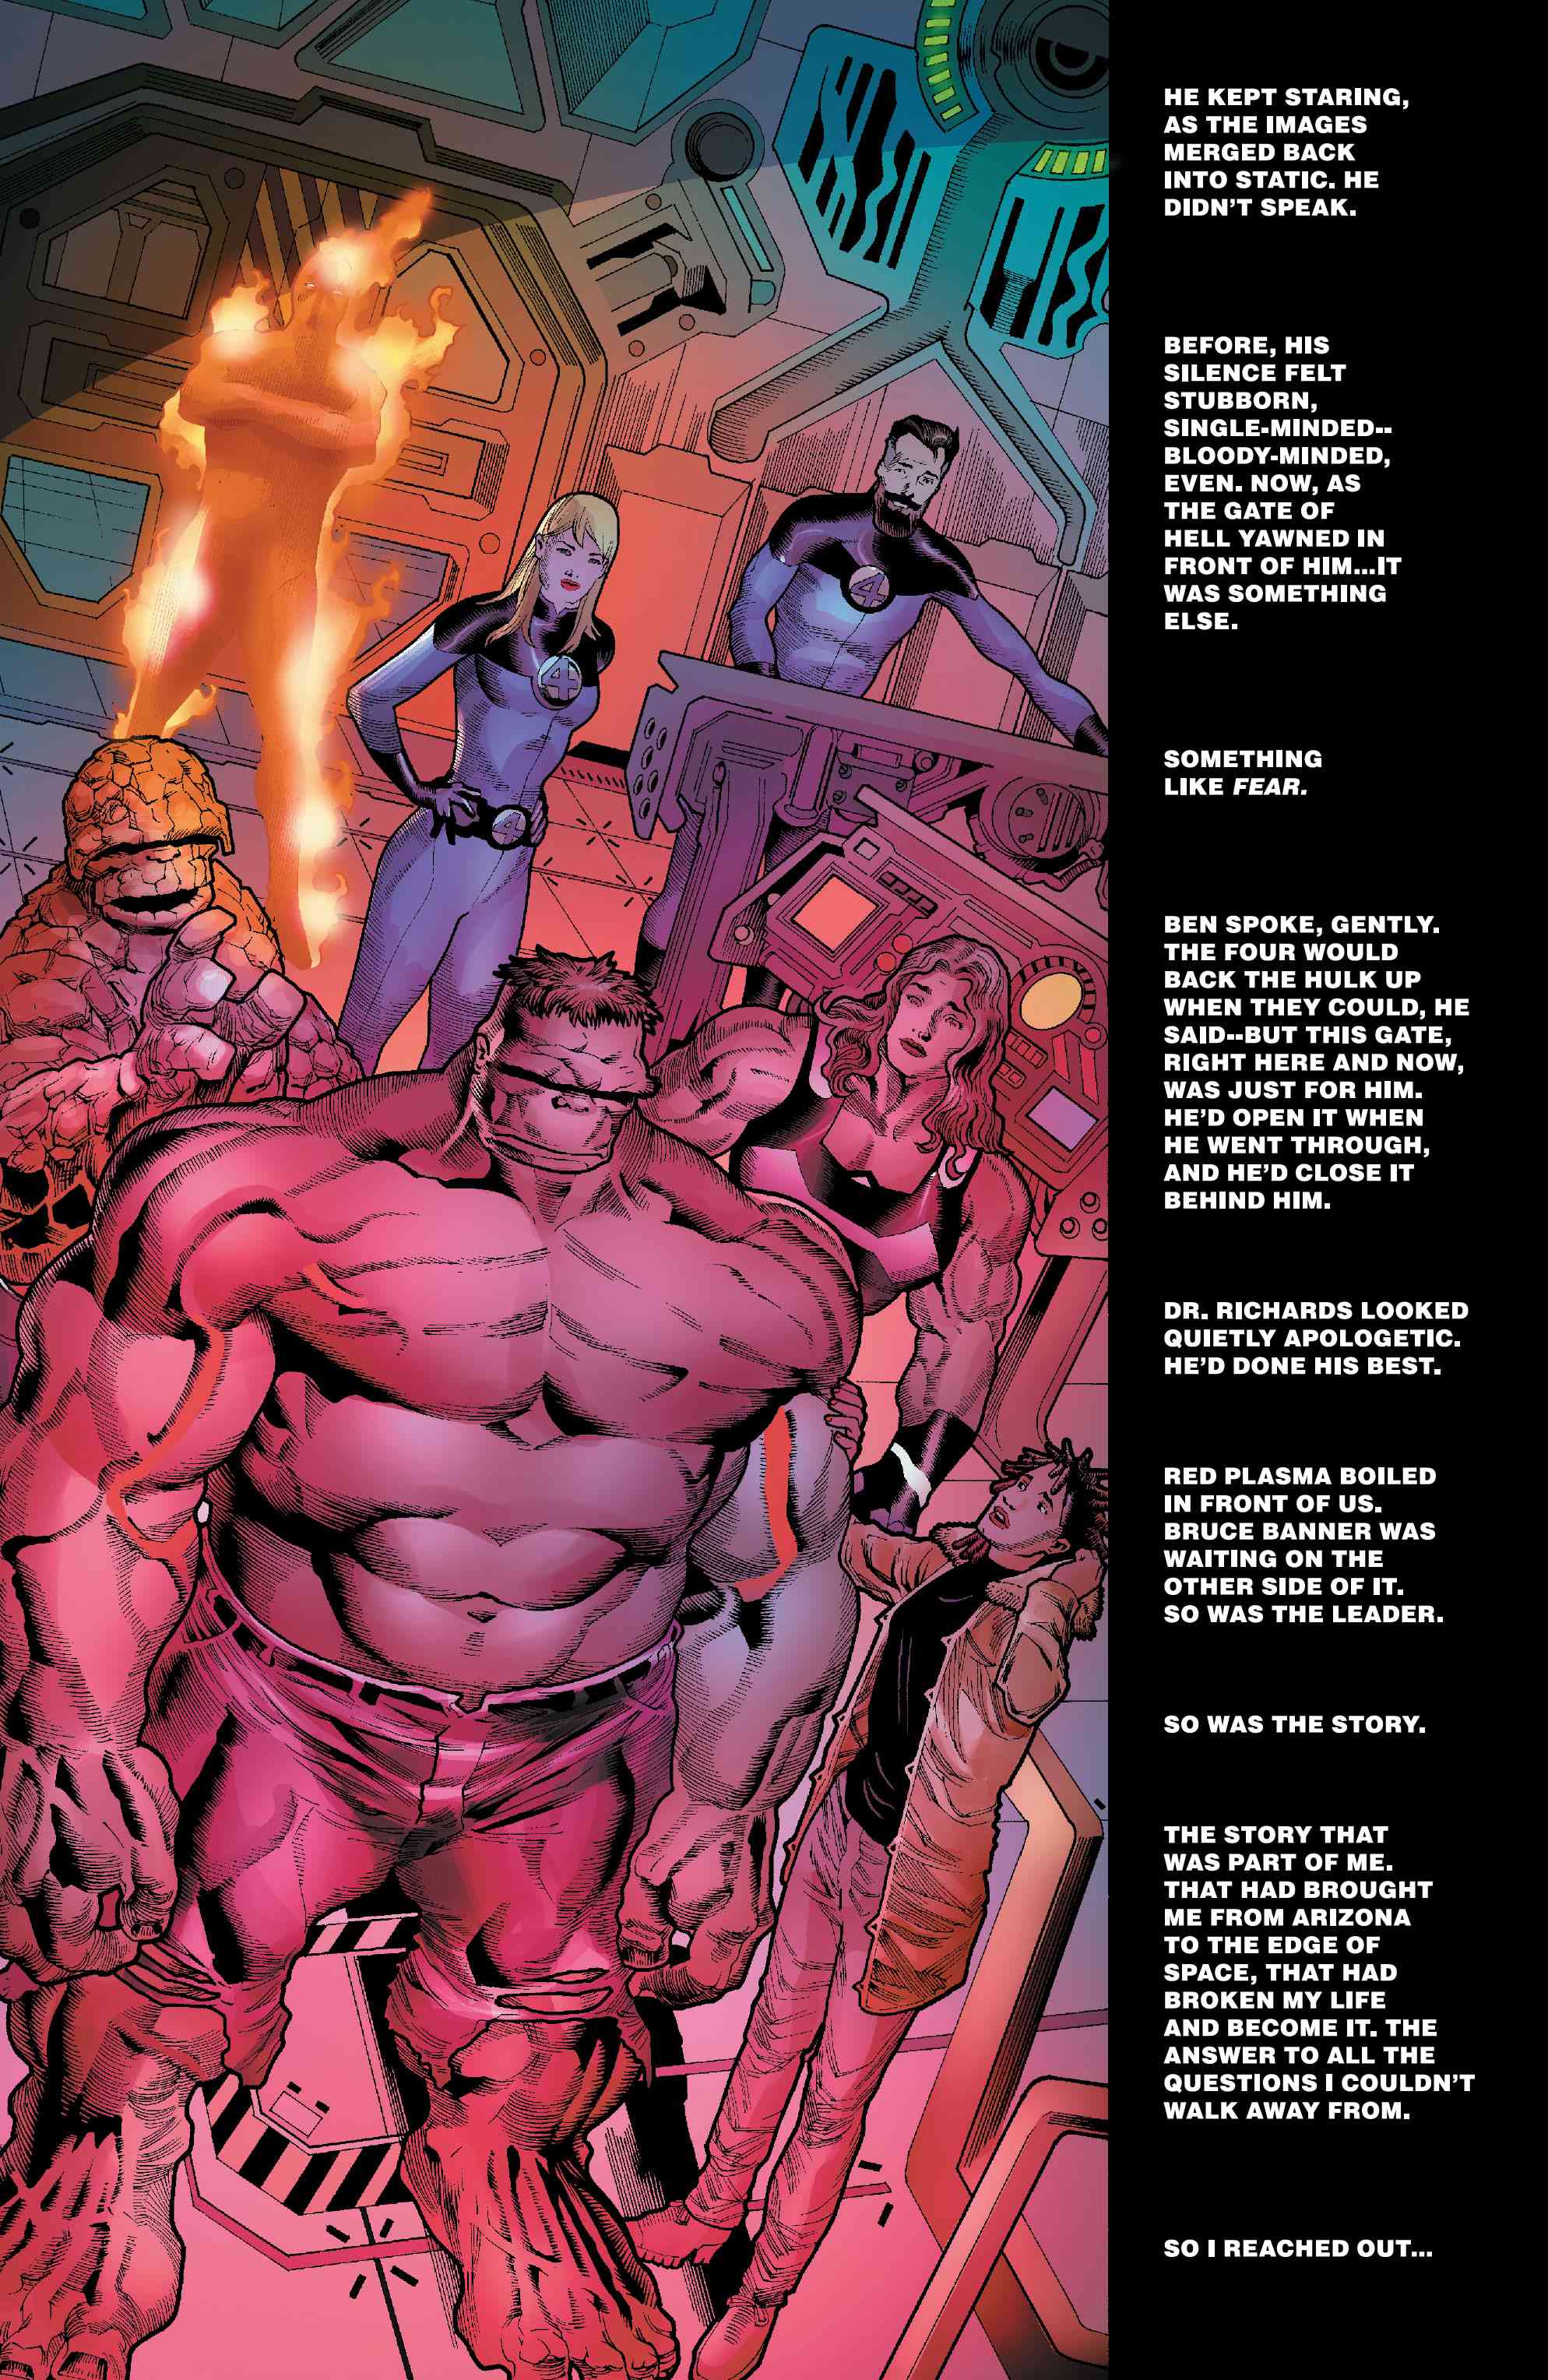 HE KEPT STARING,
AS THE IMAGES
MERGED BACK
INTO STATIC. HE
DIDN'T SPEAK.
BEFORE, HIS
SILENCE FELT
STUBBORN,
SINGLE-MINDED--
BLOODY-MINDED,
EVEN. NOW, AS
THE GATE OF
HELL YAWNED IN
FRONT OF HIM...IT
WAS SOMETHING
ELSE.
SOMETHING
LIKE FEAR.
BEN SPOKE, GENTLY.
THE FOUR WOULD
BACK THE HULK UP
WHEN THEY COULD, HE
SAID--BUT THIS GATE,
RIGHT HERE AND NOW,
WAS JUST FOR HIM.
HE'D OPEN IT WHEN
HE WENT THROUGH,
AND HE'D CLOSE IT
BEHIND HIM.
DR. RICHARDS LOOKED
QUIETLY APOLOGETIC.
HE'D DONE HIS BEST.
RED PLASMA BOILED
IN FRONT OF US.
BRUCE BANNER WAS
WAITING ON THE
OTHER SIDE OF IT.
SO WAS THE LEADER.
SO WAS THE STORY.
THE STORY THAT
WAS PART OF ME.
THAT HAD BROUGHT
ME FROM ARIZONA
TO THE EDGE OF
SPACE, THAT HAD
BROKEN MY LIFE
AND BECOME IT. THE
ANSWER TO ALL THE
QUESTIONS I COULDN'T
WALK AWAY FROM.
SO I REACHED OUT...
4
4
4